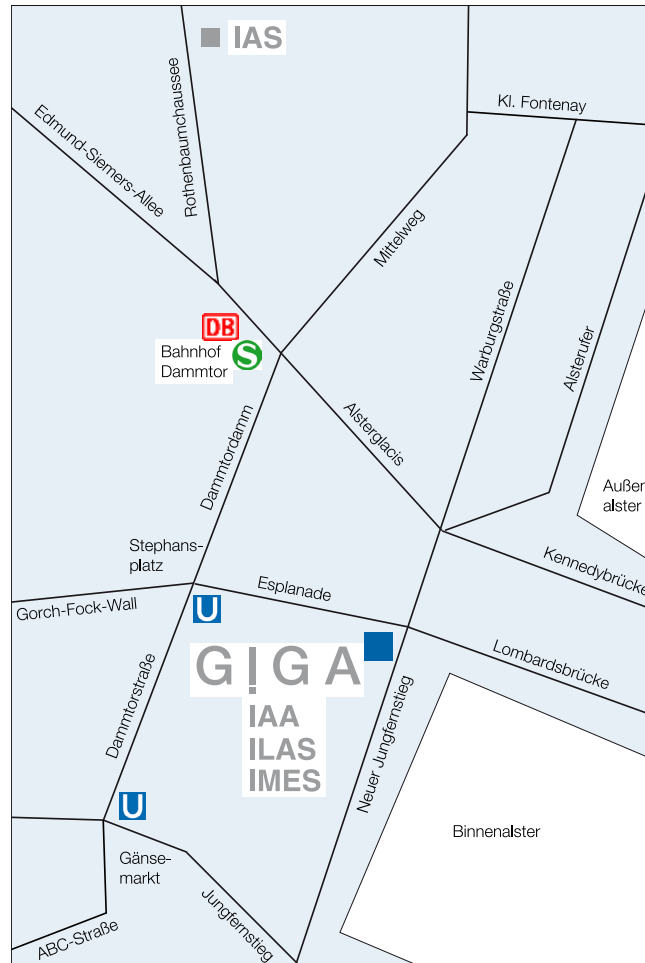 IAS
Kl. Fontenay
Edmund-Siemers-Allee
Rothenbaumchaussee
Mittelweg
Warburgstraße
Alsterufer
DB
Bahnhof
Dammtor
S
Dammtordamm
Alsterglacis
Außen
alster
Stephans-
platz
Esplanade
Kennedybrücke
Gorch-Fock-Wall
U
Lombardsbrücke
GIGA
IAA
ILAS
IMES
Dammtorstraße
Neuer Jungfernstieg
U
Binnenalster
Gänse-
markt
Jungfernstieg
ABC-Straße